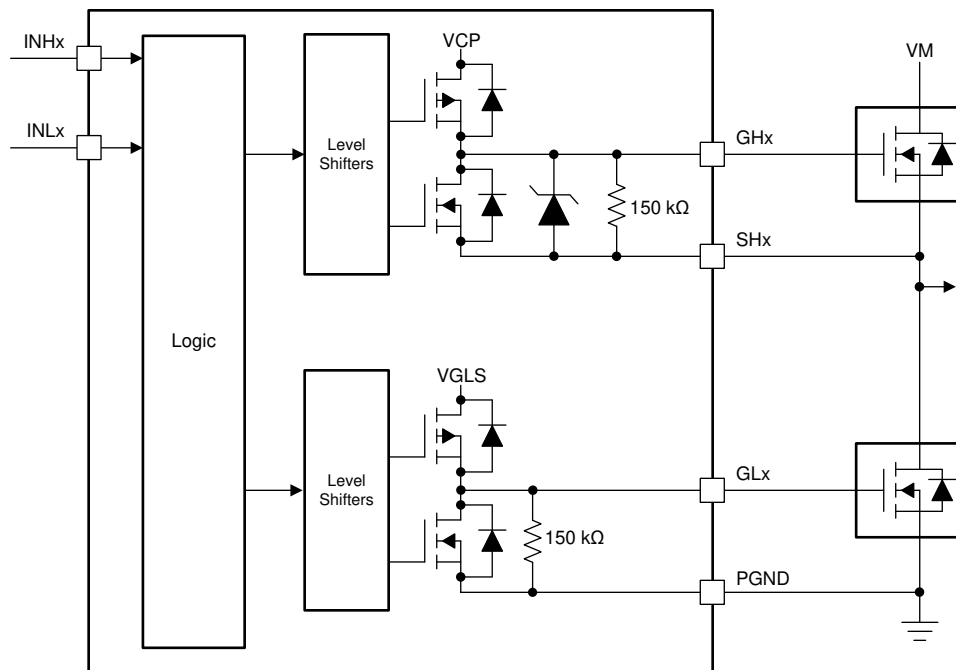 INHx
VCP
VM
INLx
Level
Shifters
GHx
150 kΩ
SHx
Logic
VGLS
Level
Shifters
GLx
150 kΩ
PGND